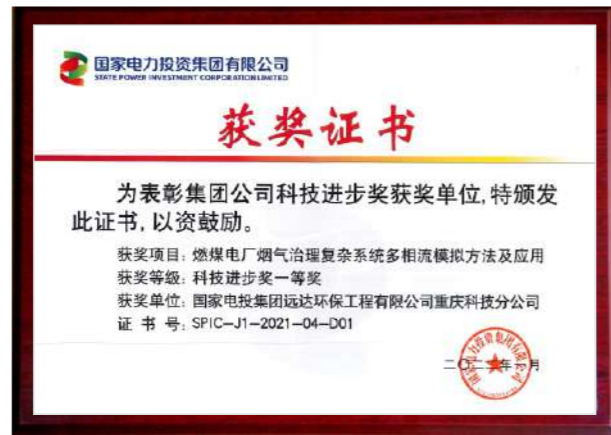 国家电力投资集团有限公司
STATE POWER INVESTMENT CORPORATION LIMITED
获奖证书
为表彰集团公司科技进步奖获奖单位,特颁发
此证书,以资鼓励。
获奖项目:燃煤电厂烟气治理复杂系统多相流模拟方法及应用
获奖等级:科技进步奖一等奖
获奖单位:国家电投集团远达环保工程有限公司重庆科技分公司
证 书 号:SPIC-J1-2021-04-D01
二〇二 年一月